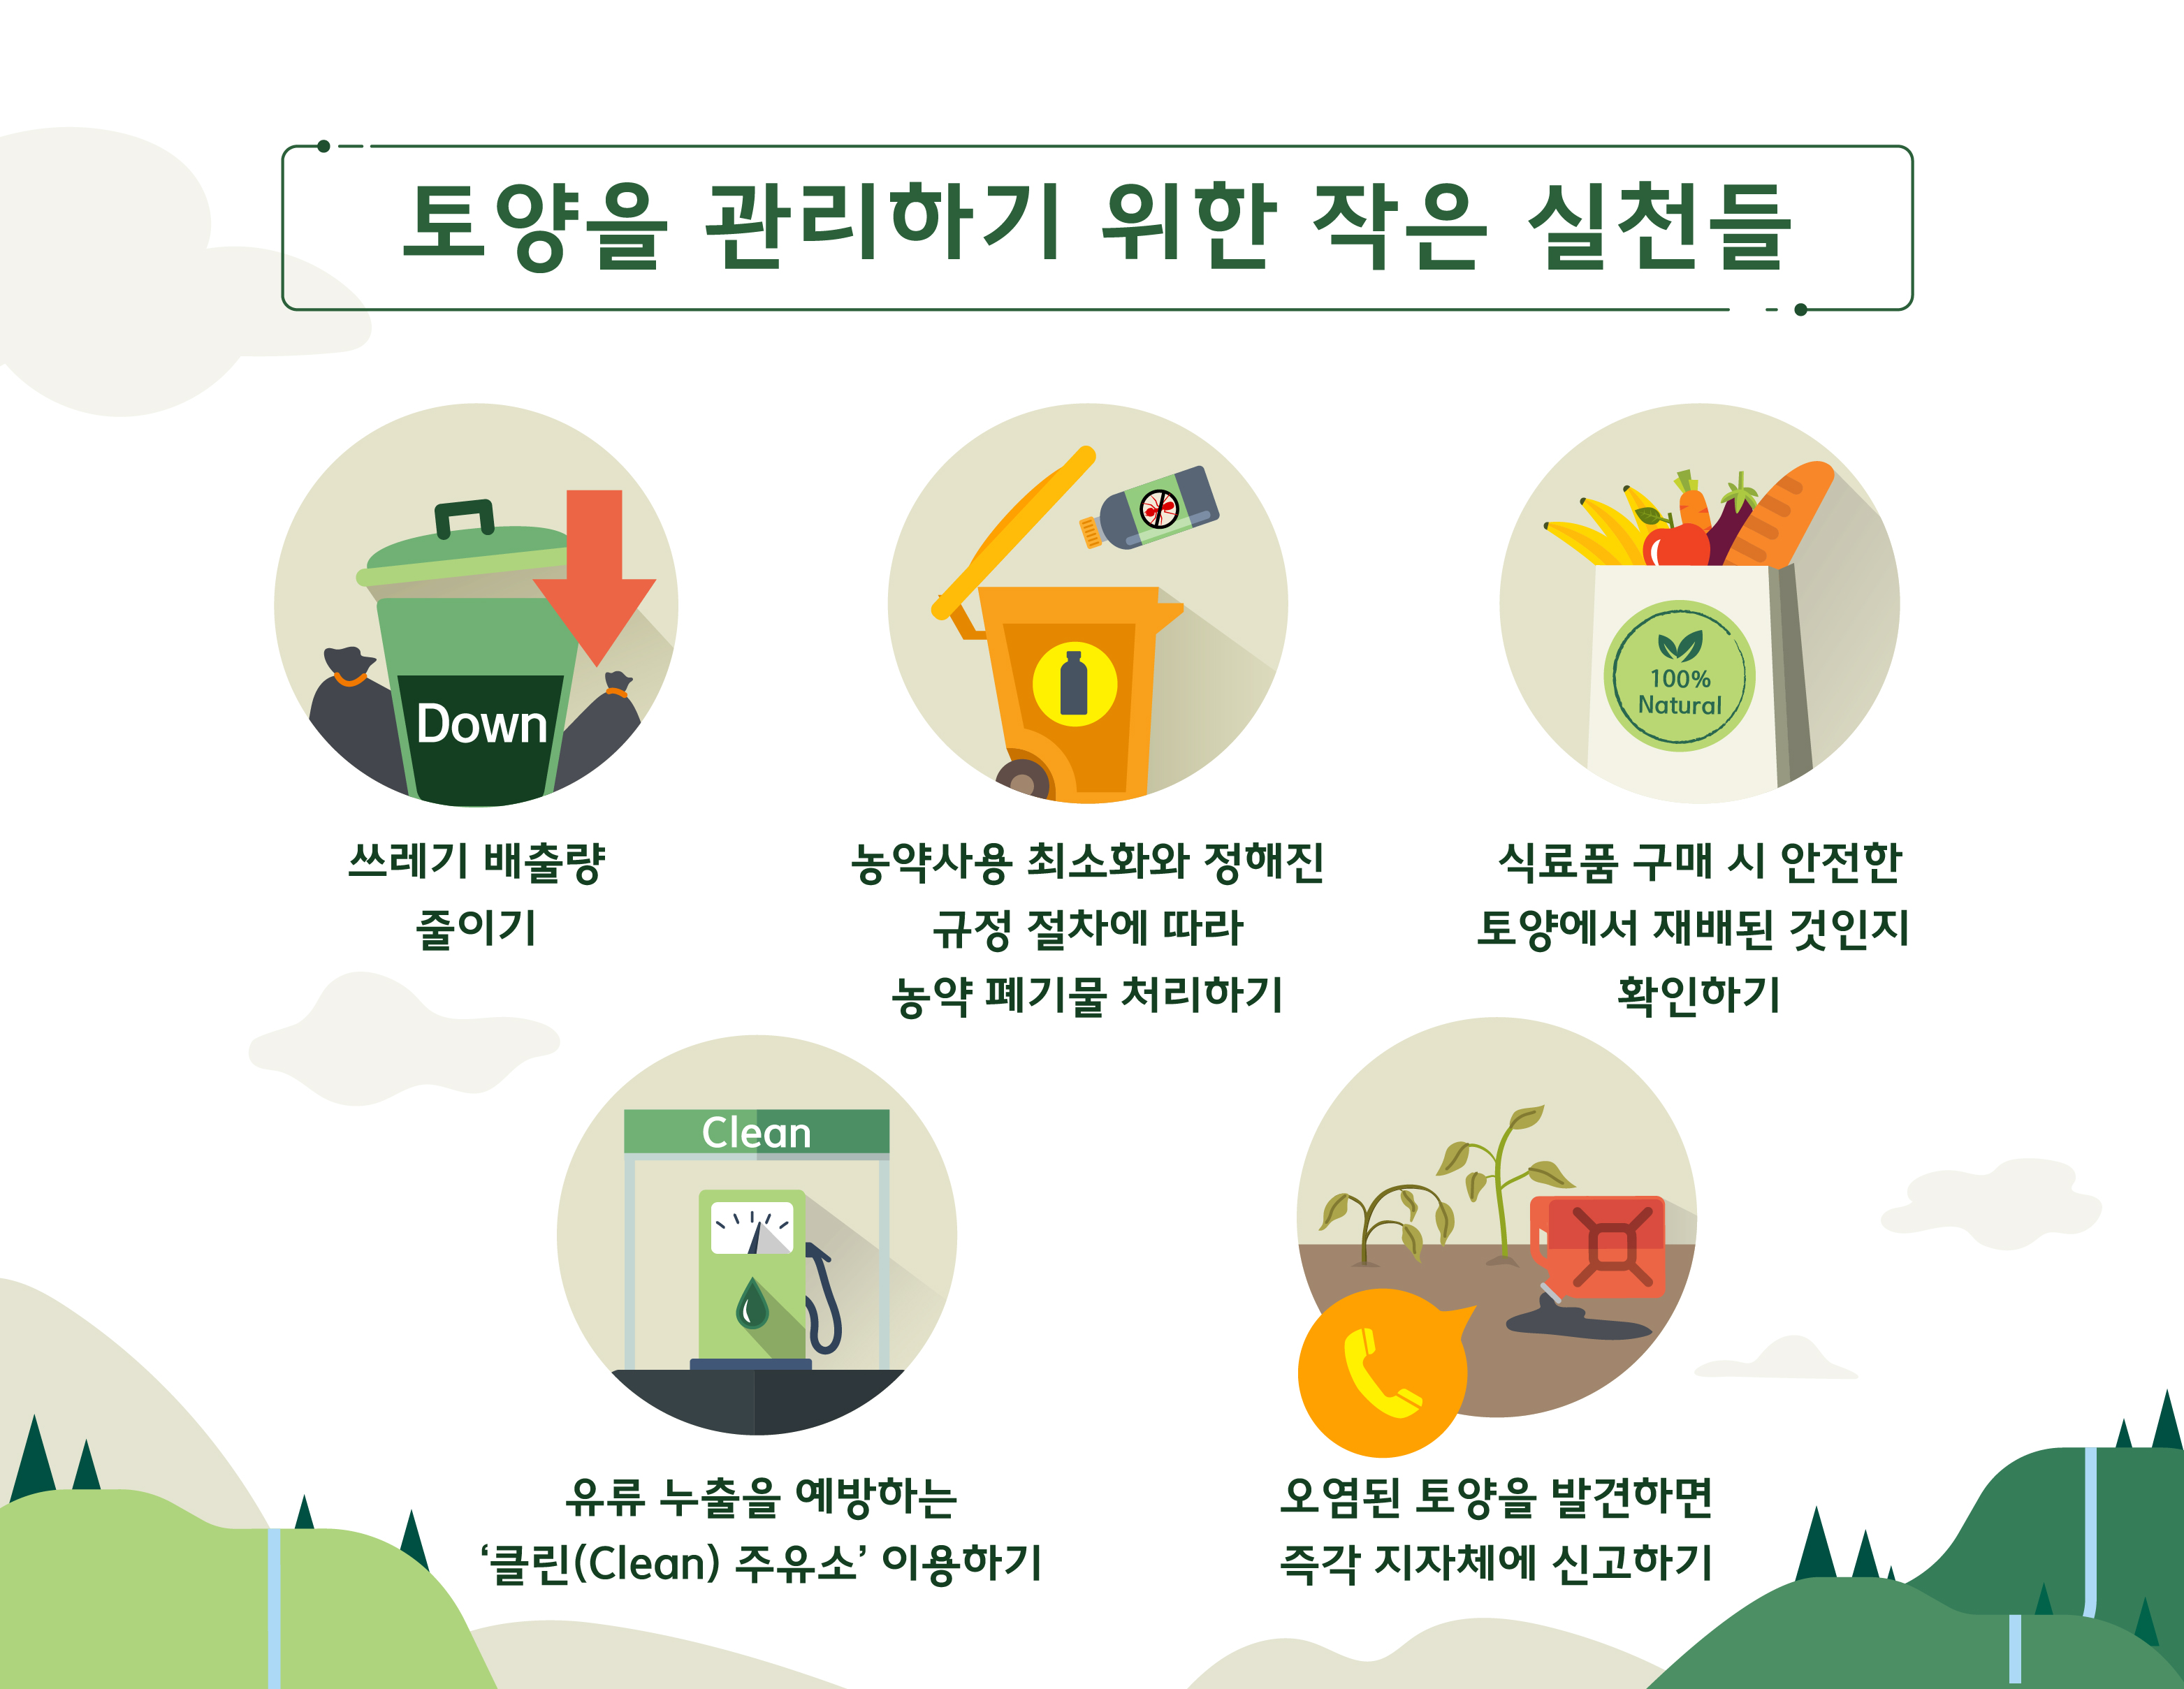 토양을 관리하기 위한 작은 실천들
Down
100%
Natural
쓰레기 배출량
줄이기
농약사용 최소화와 정해진
규정 절차에 따라
농약 폐기물 처리하기
식료품 구매 시 안전한
토양에서 재배된 것인지
확인하기
Clean
유류 누출을 예방하는
‘클린(Clean) 주유소’ 이용하기
오염된 토양을 발견하면
즉각 지자체에 신고하기